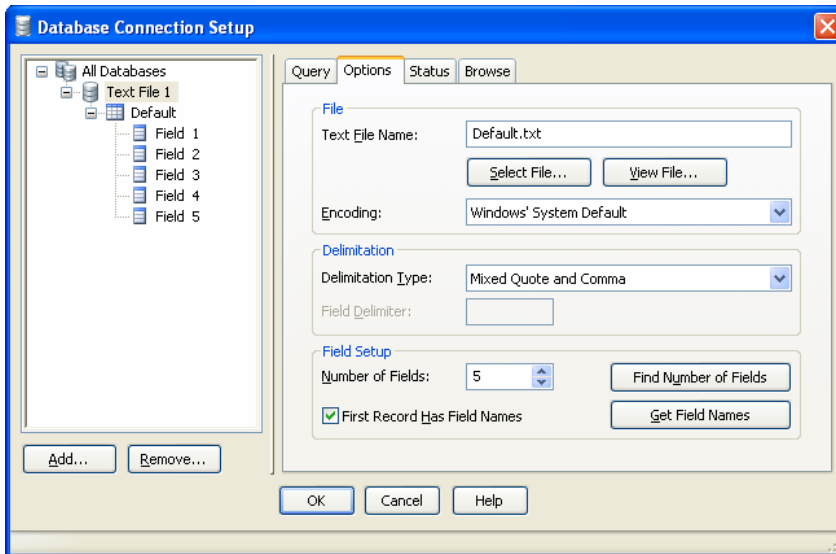 Database Connection Setup
All Databases
Text File 1
Default
Field 1
Field 2
Field 3
Field 4
Field 5
Add...
Remove...
Query Options Status Browse
File
Text File Name: Default.txt
Select File... View File...
Encoding: Windows' System Default
Delimitation
Delimitation Type: Mixed Quote and Comma
Field Delimiter:
Field Setup
Number of Fields: 5 Find Number of Fields
First Record Has Field Names Get Field Names
OK Cancel Help